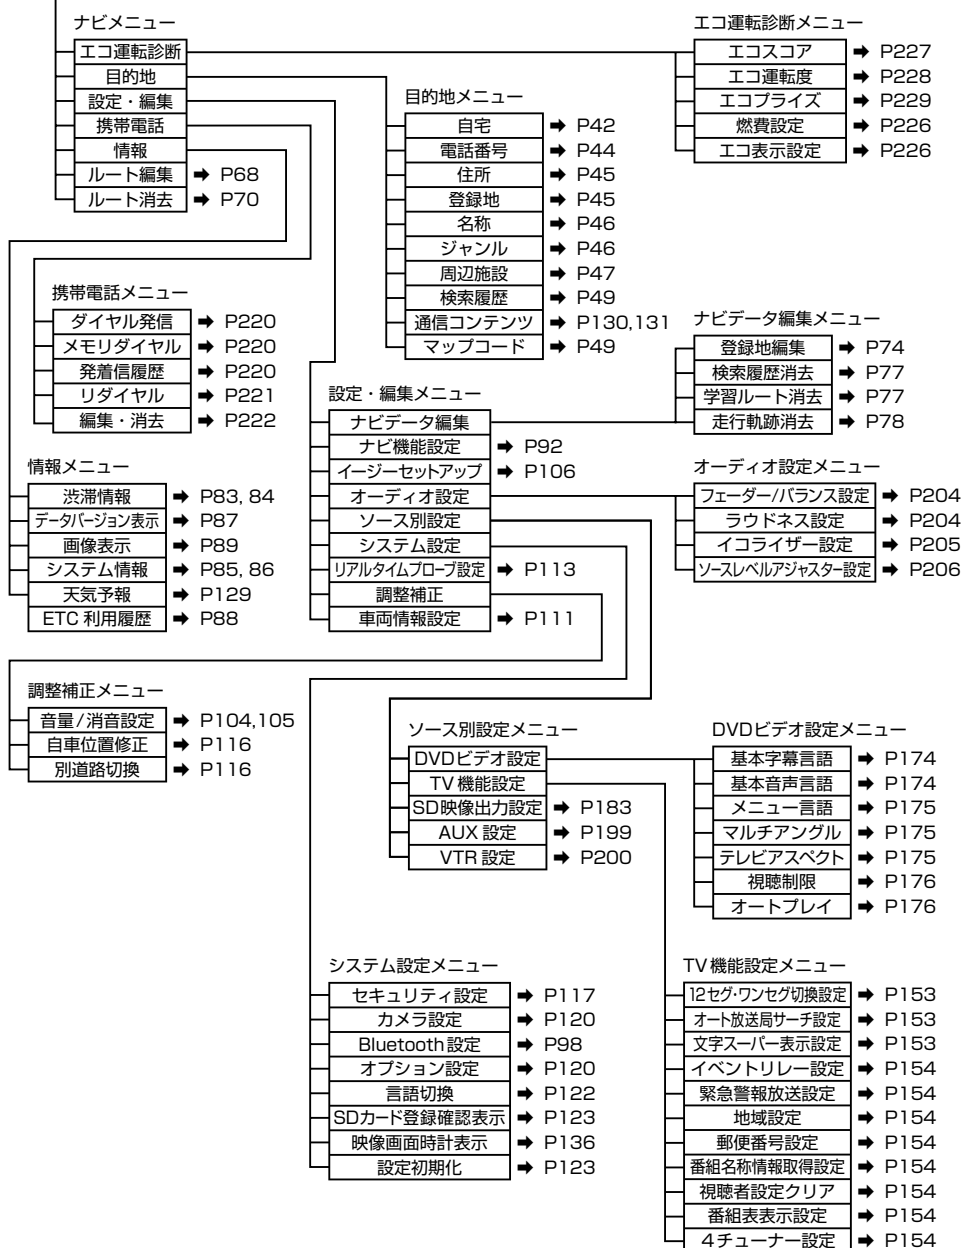 ナビメニュー
エコ運転診断
目的地
設定・編集
携帯電話
情報
ルート編集 ➡ P68
ルート消去 ➡ P70
エコ運転診断メニュー
エコスコア ➡ P227
エコ運転度 ➡ P228
エコプライズ ➡ P229
燃費設定 ➡ P226
エコ表示設定 ➡ P226
目的地メニュー
自宅 ➡ P42
電話番号 ➡ P44
住所 ➡ P45
登録地 ➡ P45
名称 ➡ P46
ジャンル ➡ P46
周辺施設 ➡ P47
検索履歴 ➡ P49
通信コンテンツ ➡ P130,131
マップコード ➡ P49
携帯電話メニュー
ダイヤル発信 ➡ P220
メモリダイヤル ➡ P220
発着信履歴 ➡ P220
リダイヤル ➡ P221
編集・消去 ➡ P222
ナビデータ編集メニュー
登録地編集 ➡ P74
検索履歴消去 ➡ P77
学習ルート消去 ➡ P77
走行軌跡消去 ➡ P78
設定・編集メニュー
ナビデータ編集
ナビ機能設定 ➡ P92
イージーセットアップ ➡ P106
オーディオ設定
ソース別設定
システム設定
リアルタイムプローブ設定 ➡ P113
調整補正
車両情報設定 ➡ P111
情報メニュー
渋滞情報 ➡ P83, 84
データバージョン表示 ➡ P87
画像表示 ➡ P89
システム情報 ➡ P85, 86
天気予報 ➡ P129
ETC 利用履歴 ➡ P88
オーディオ設定メニュー
フェーダー/バランス設定 ➡ P204
ラウドネス設定 ➡ P204
イコライザー設定 ➡ P205
ソースレベルアジャスター設定 ➡ P206
調整補正メニュー
音量/消音設定 ➡ P104,105
自車位置修正 ➡ P116
別道路切換 ➡ P116
ソース別設定メニュー
DVDビデオ設定
TV 機能設定
SD映像出力設定 ➡ P183
AUX 設定 ➡ P199
VTR 設定 ➡ P200
DVDビデオ設定メニュー
基本字幕言語 ➡ P174
基本音声言語 ➡ P174
メニュー言語 ➡ P175
マルチアングル ➡ P175
テレビアスペクト ➡ P175
視聴制限 ➡ P176
オートプレイ ➡ P176
システム設定メニュー
セキュリティ設定 ➡ P117
カメラ設定 ➡ P120
Bluetooth設定 ➡ P98
オプション設定 ➡ P120
言語切換 ➡ P122
SDカード登録確認表示 ➡ P123
映像画面時計表示 ➡ P136
設定初期化 ➡ P123
TV 機能設定メニュー
12セグ・ワンセグ切換設定 ➡ P153
オート放送局サーチ設定 ➡ P153
文字スーパー表示設定 ➡ P153
イベントリレー設定 ➡ P154
緊急警報放送設定 ➡ P154
地域設定 ➡ P154
郵便番号設定 ➡ P154
番組名称情報取得設定 ➡ P154
視聴者設定クリア ➡ P154
番組表表示設定 ➡ P154
4チューナー設定 ➡ P154